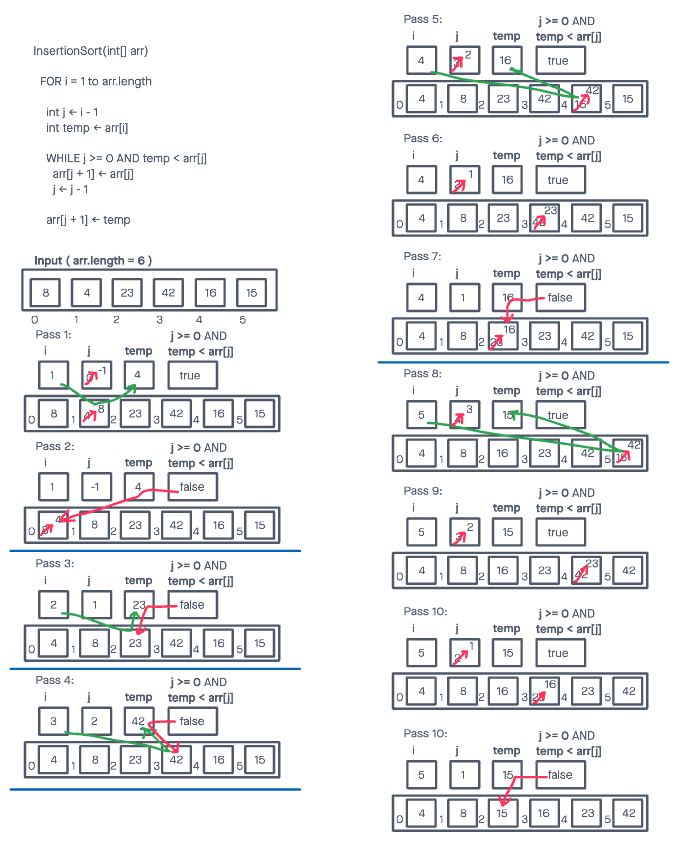 InsertionSort(int[] arr)
FOR i = 1 to arr.length
int j ← i - 1
int temp ← arr[i]
WHILE j >= 0 AND temp < arr[j]
arr[j + 1] ← arr[j]
j ← j - 1
arr[j + 1] ← temp
Input ( arr.length = 6 )
8 4 23 42 16 15
0 1 2 3 4 5
Pass 1:
i j temp j >= 0 AND temp < arr[j]
1 -1 4 true
0 8 1 8 2 23 3 42 4 16 5 15
Pass 2:
i j temp j >= 0 AND temp < arr[j]
1 -1 4 false
0 4 1 8 2 23 3 42 4 16 5 15
Pass 3:
i j temp j >= 0 AND temp < arr[j]
2 1 23 false
0 4 1 8 2 23 3 42 4 16 5 15
Pass 4:
i j temp j >= 0 AND temp < arr[j]
3 2 42 false
0 4 1 8 2 23 3 42 4 16 5 15
Pass 5:
i j temp j >= 0 AND temp < arr[j]
4 2 16 true
0 4 1 8 2 23 3 42 4 16 42 5 15
Pass 6:
i j temp j >= 0 AND temp < arr[j]
4 1 16 true
0 4 1 8 2 23 3 23 4 42 5 15
Pass 7:
i j temp j >= 0 AND temp < arr[j]
4 1 16 false
0 4 1 8 2 23 16 3 23 4 42 5 15
Pass 8:
i j temp j >= 0 AND temp < arr[j]
5 3 15 true
0 4 1 8 2 16 3 23 4 42 5 15 42
Pass 9:
i j temp j >= 0 AND temp < arr[j]
5 2 15 true
0 4 1 8 2 16 3 23 4 42 23 5 42
Pass 10:
i j temp j >= 0 AND temp < arr[j]
5 1 15 true
0 4 1 8 2 16 3 23 16 4 23 5 42
Pass 10:
i j temp j >= 0 AND temp < arr[j]
5 1 15 false
0 4 1 8 2 15 3 16 4 23 5 42